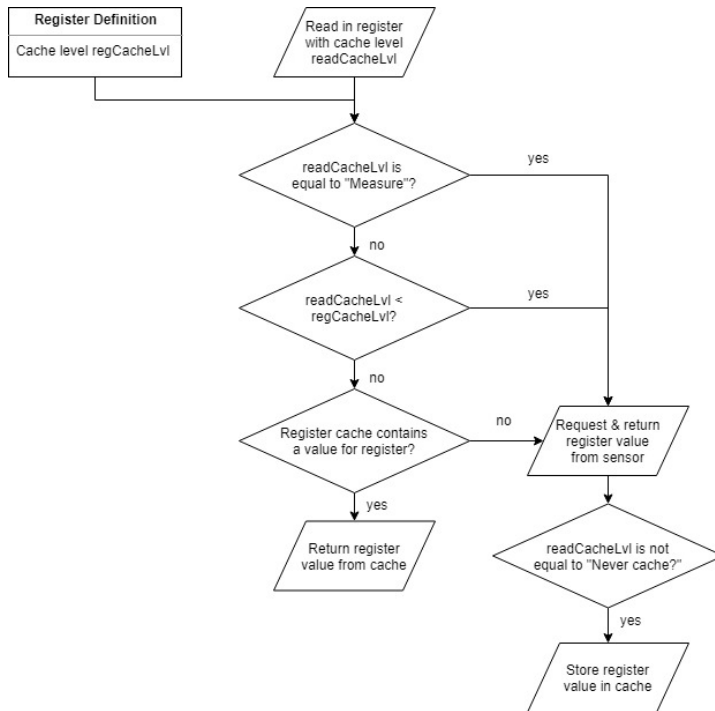 Register Definition
Cache level regCacheLvl
Read in register
with cache level
readCacheLvl
readCacheLvl is
equal to "Measure"?
yes
no
readCacheLvl <
regCacheLvl?
yes
no
Register cache contains
a value for register?
no
Request & return
register value
from sensor
yes
Return register
value from cache
readCacheLvl is not
equal to "Never cache?"
yes
Store register
value in cache